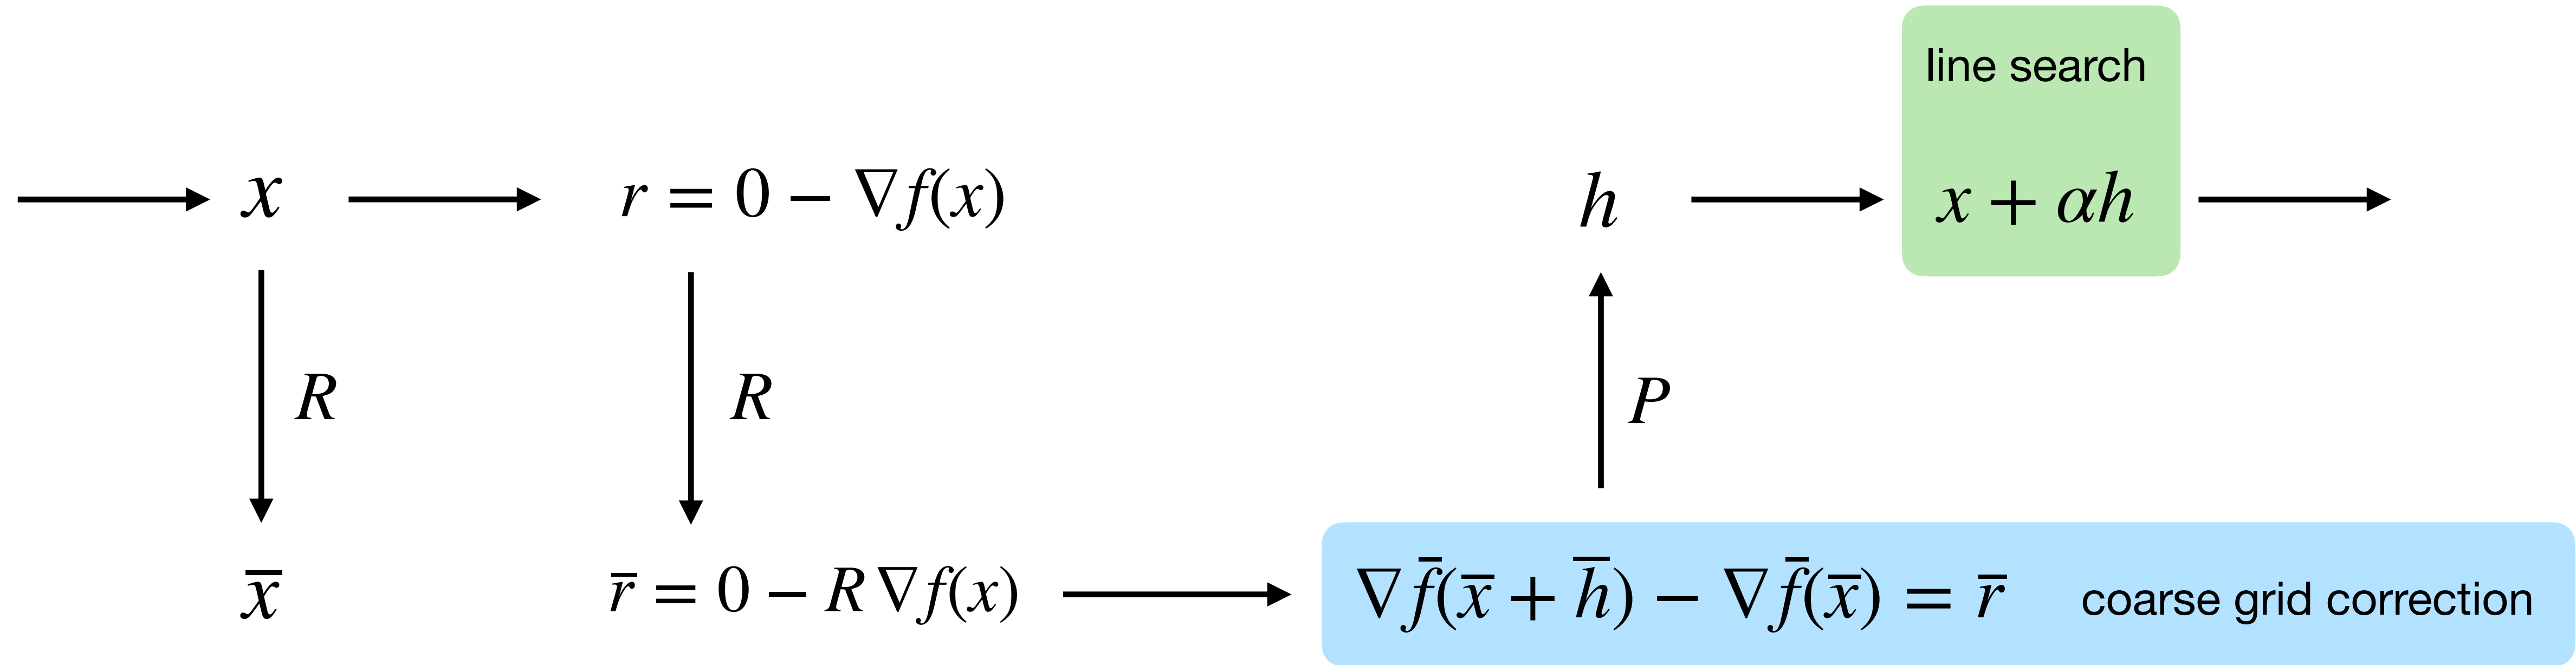 line search
x
r = 0 − ∇f(x)
h
x + αh
R
R
P
x̄
r̄ = 0 − R ∇f(x)
∇f̄(x̄ + h̄) − ∇f̄(x̄) = r̄
coarse grid correction